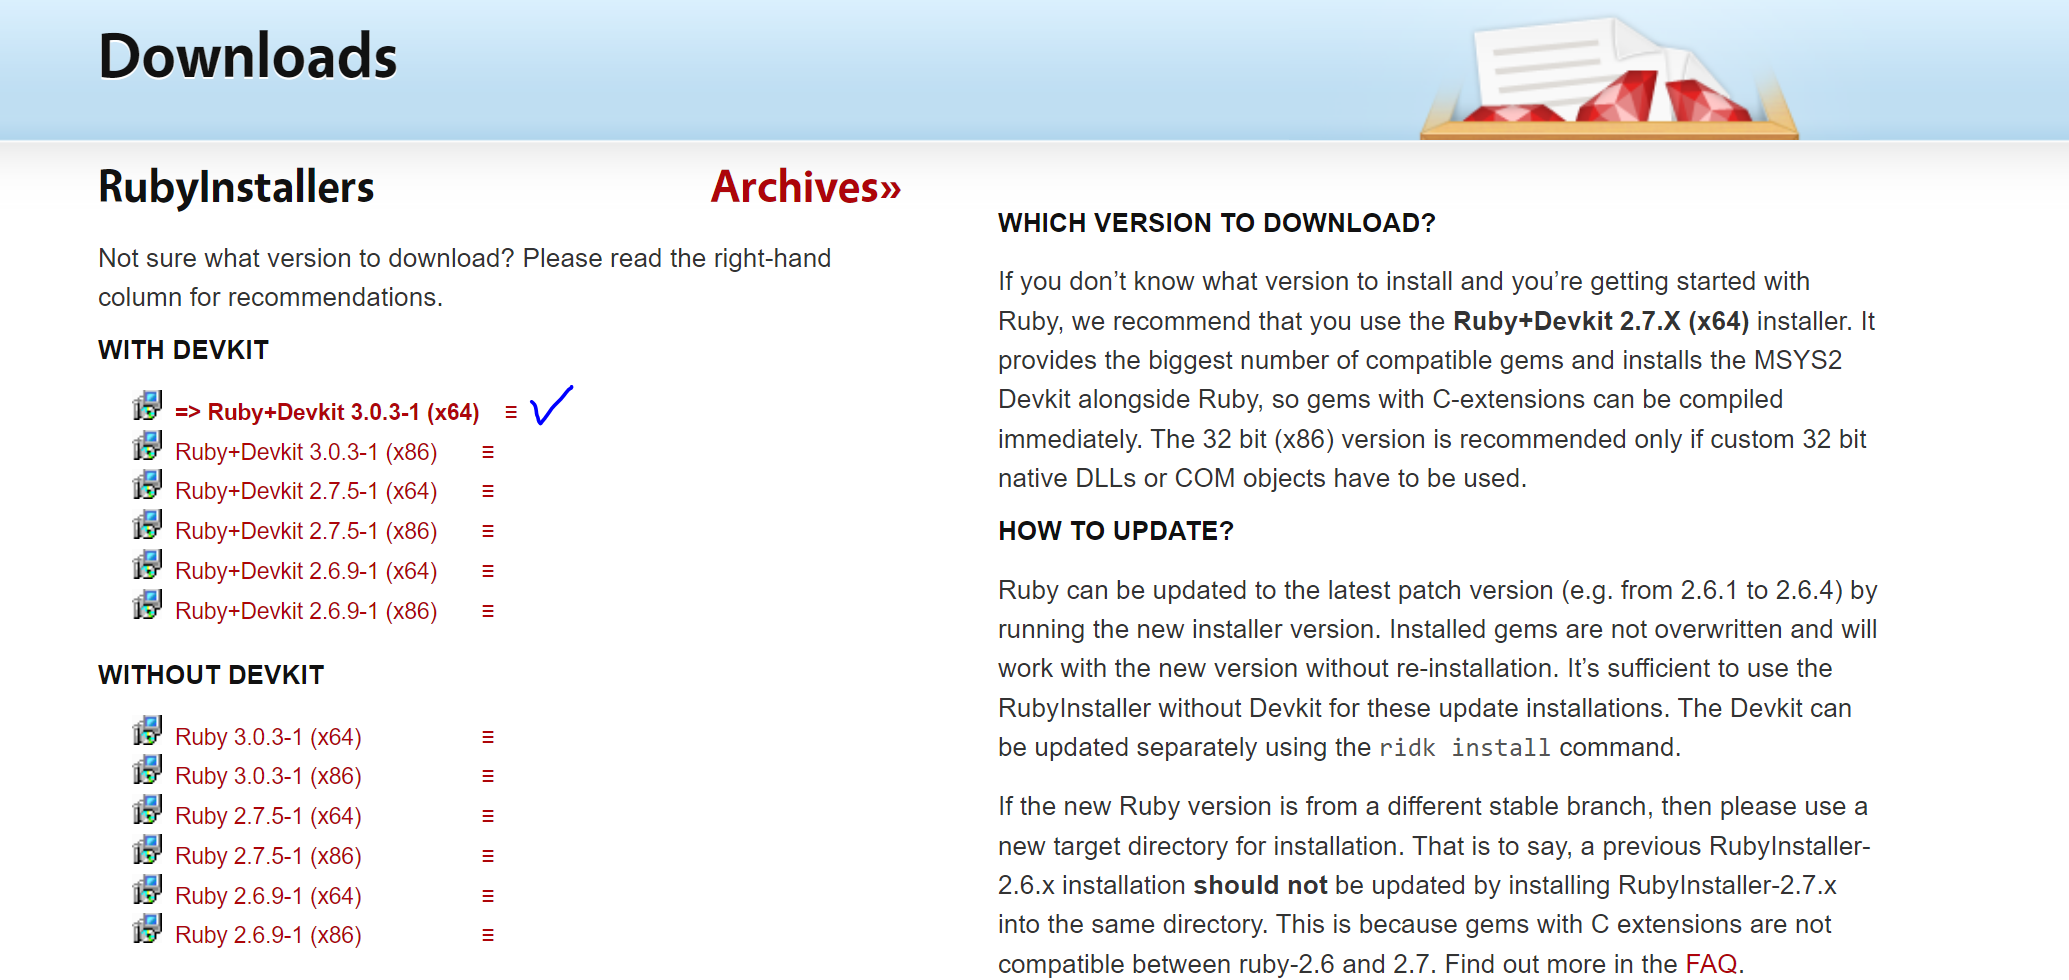 Downloads
RubyInstallers
Archives»
Not sure what version to download? Please read the right-hand
column for recommendations.
WITH DEVKIT
=> Ruby+Devkit 3.0.3-1 (x64)
Ruby+Devkit 3.0.3-1 (x86)
Ruby+Devkit 2.7.5-1 (x64)
Ruby+Devkit 2.7.5-1 (x86)
Ruby+Devkit 2.6.9-1 (x64)
Ruby+Devkit 2.6.9-1 (x86)
WITHOUT DEVKIT
Ruby 3.0.3-1 (x64)
Ruby 3.0.3-1 (x86)
Ruby 2.7.5-1 (x64)
Ruby 2.7.5-1 (x86)
Ruby 2.6.9-1 (x64)
Ruby 2.6.9-1 (x86)
WHICH VERSION TO DOWNLOAD?
If you don’t know what version to install and you’re getting started with
Ruby, we recommend that you use the Ruby+Devkit 2.7.X (x64) installer. It
provides the biggest number of compatible gems and installs the MSYS2
Devkit alongside Ruby, so gems with C-extensions can be compiled
immediately. The 32 bit (x86) version is recommended only if custom 32 bit
native DLLs or COM objects have to be used.
HOW TO UPDATE?
Ruby can be updated to the latest patch version (e.g. from 2.6.1 to 2.6.4) by
running the new installer version. Installed gems are not overwritten and will
work with the new version without re-installation. It’s sufficient to use the
RubyInstaller without Devkit for these update installations. The Devkit can
be updated separately using the ridk install command.
If the new Ruby version is from a different stable branch, then please use a
new target directory for installation. That is to say, a previous RubyInstaller-
2.6.x installation should not be updated by installing RubyInstaller-2.7.x
into the same directory. This is because gems with C extensions are not
compatible between ruby-2.6 and 2.7. Find out more in the FAQ.